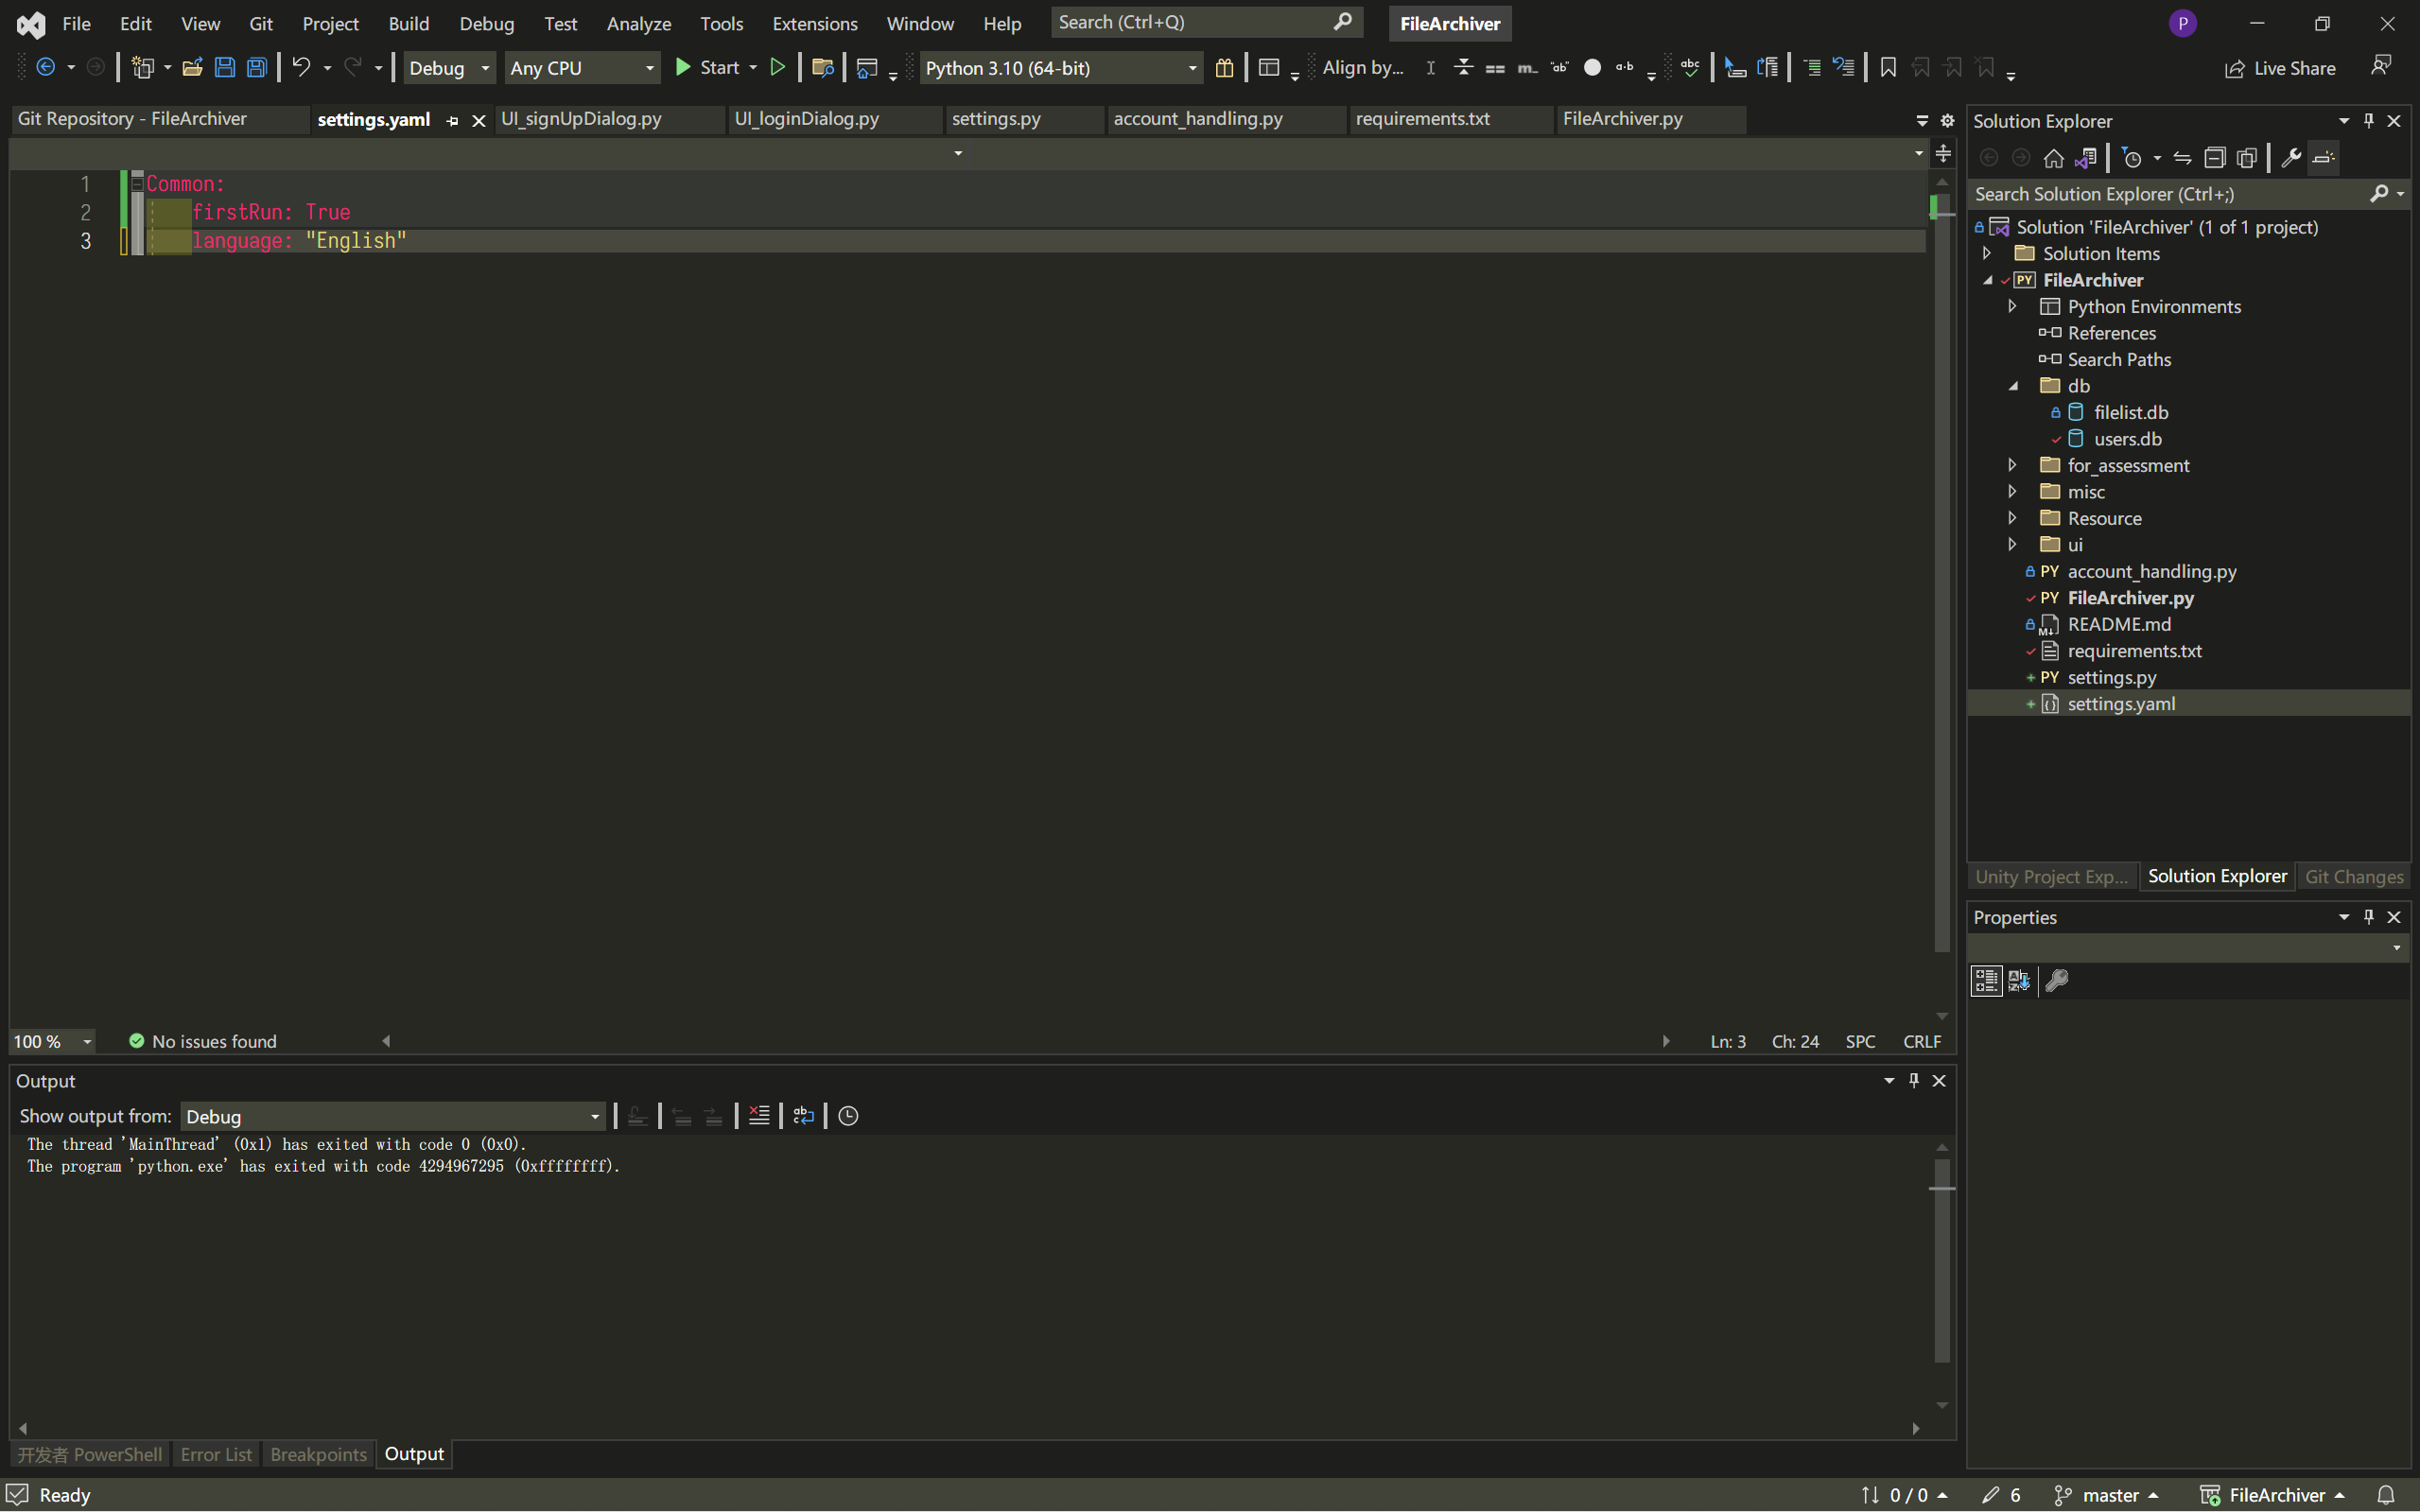 File Edit View Git Project Build Debug Test Analyze Tools Extensions Window Help Search (Ctrl+Q) FileArchiver P
Debug Any CPU Start Python 3.10 (64-bit) Align by... Live Share
Git Repository - FileArchiver settings.yaml UI_signUpDialog.py UI_loginDialog.py settings.py account_handling.py requirements.txt FileArchiver.py
1 Common:
2 firstRun: True
3 language: "English"
100 % No issues found Ln: 3 Ch: 24 SPC CRLF
Output
Show output from: Debug
The thread 'MainThread' (0x1) has exited with code 0 (0x0).
The program 'python.exe' has exited with code 4294967295 (0xffffffff).
开发者 PowerShell Error List Breakpoints Output
Solution Explorer
Search Solution Explorer (Ctrl+;)
Solution 'FileArchiver' (1 of 1 project)
Solution Items
PY FileArchiver
Python Environments
References
Search Paths
db
filelist.db
users.db
for_assessment
misc
Resource
ui
PY account_handling.py
PY FileArchiver.py
README.md
requirements.txt
PY settings.py
settings.yaml
Unity Project Exp... Solution Explorer Git Changes
Properties
Ready 0 / 0 6 master FileArchiver